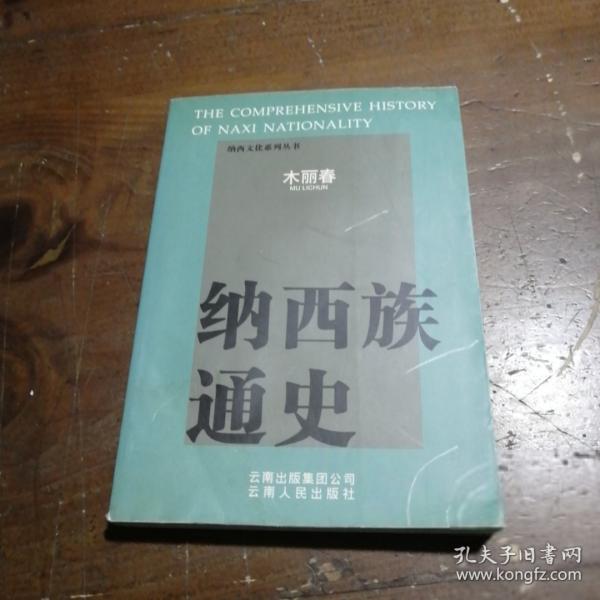 THE COMPREHENSIVE HISTORY
OF NAXI NATIONALITY
纳西文化系列丛书
木丽春
MU LICHUN
纳西族
通史
云南出版集团公司
云南人民出版社
孔夫子旧书网
www.kongfz.com